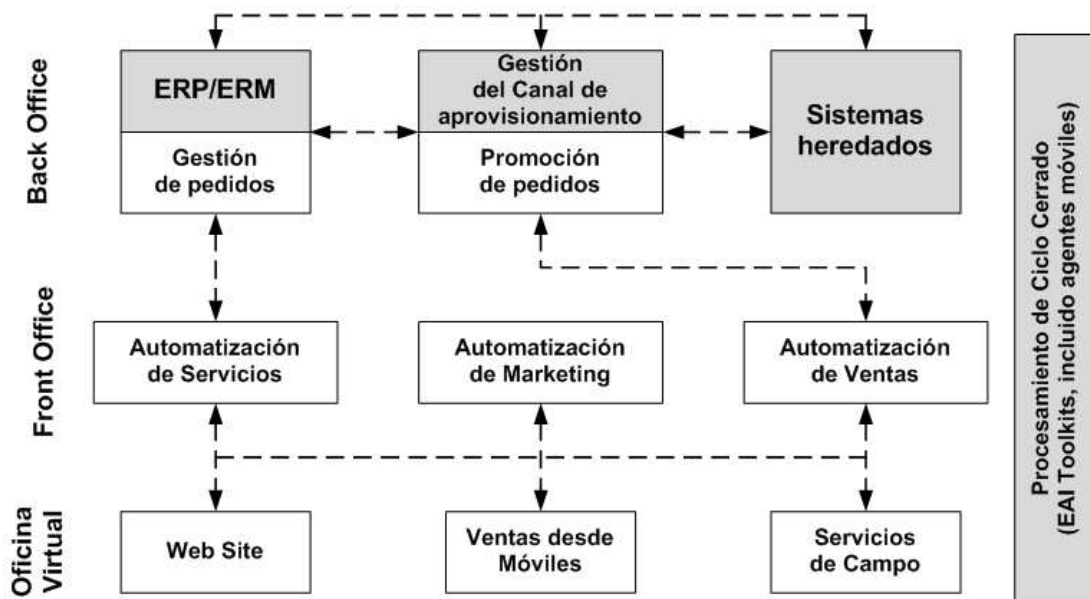 Back Office
ERP/ERM
Gestión
de pedidos
Gestión
del Canal de
aprovisionamiento
Promoción
de pedidos
Sistemas
heredados
Front Office
Automatización
de Servicios
Automatización
de Marketing
Automatización
de Ventas
Oficina
Virtual
Web Site
Ventas desde
Móviles
Servicios
de Campo
Procesamiento de Ciclo Cerrado
(EAI Toolkits, incluido agentes móviles)